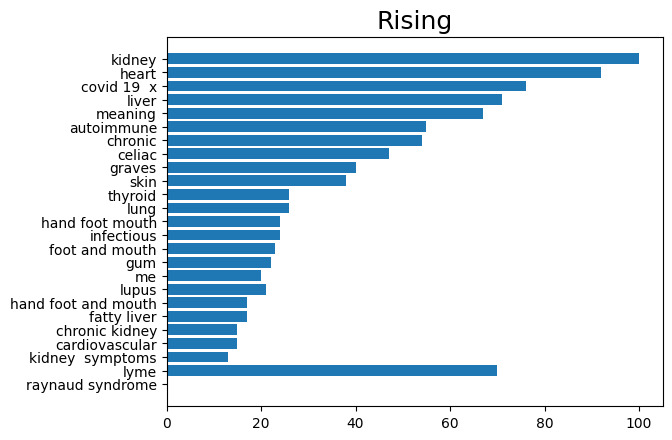 Rising
kidney
heart
covid 19  x
liver
meaning
autoimmune
chronic
celiac
graves
skin
thyroid
lung
hand foot mouth
infectious
foot and mouth
gum
me
lupus
hand foot and mouth
fatty liver
chronic kidney
cardiovascular
kidney  symptoms
lyme
raynaud syndrome
0 20 40 60 80 100